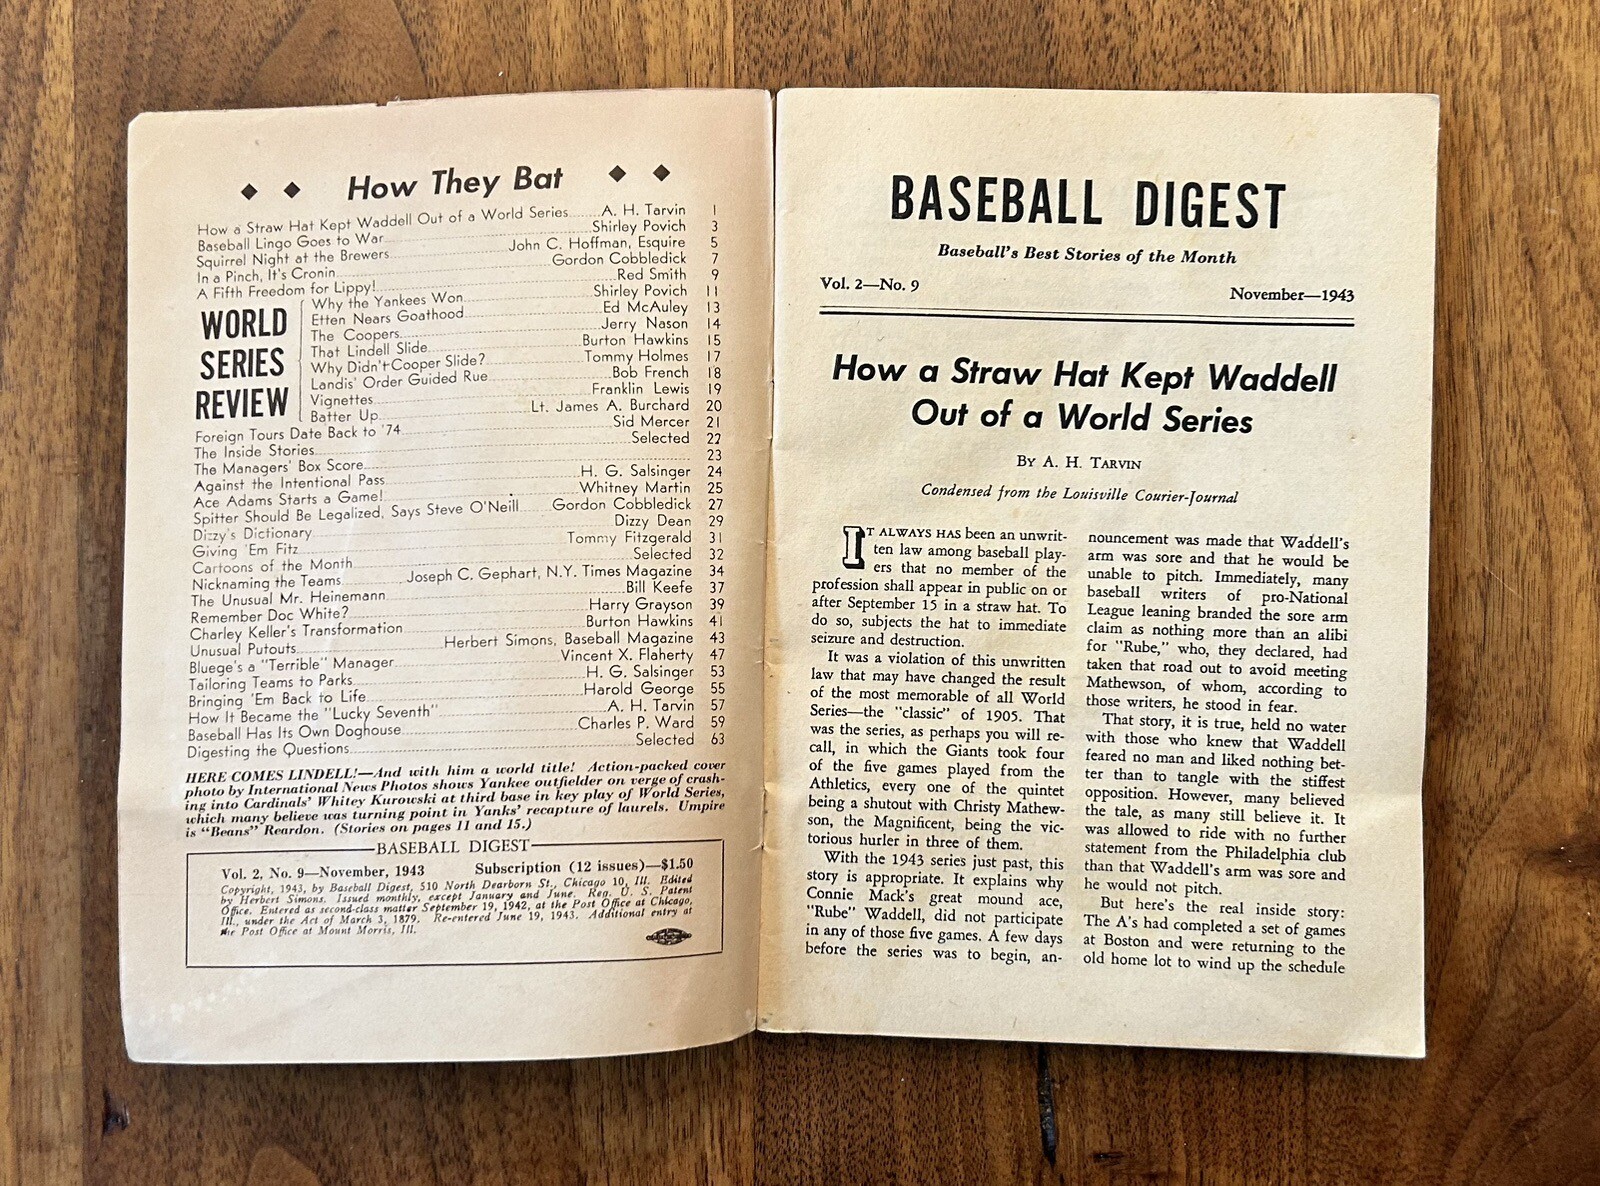 How They Bat
How a Straw Hat Kept Waddell Out of a World Series A. H. Tarvin 1
Baseball Lingo Goes to War Shirley Povich 3
Squirrel Night at the Brewers John C. Hoffman, Esquire 5
In a Pinch, It's Cronin Gordon Cobbledick 7
A Fifth Freedom for Lippy! Red Smith 9
WORLD
SERIES
REVIEW
Why the Yankees Won Shirley Povich 11
Etten Nears Goathood Ed McAuley 13
The Coopers Jerry Nason 14
That Lindell Slide Burton Hawkins 15
Why Didn't Cooper Slide? Tommy Holmes 17
Landis' Order Guided Rue Bob French 18
Vignettes Franklin Lewis 19
Batter Up Lt. James A. Burchard 20
Foreign Tours Date Back to '74 Sid Mercer 21
The Inside Stories Selected 22
The Managers' Box Score 23
Against the Intentional Pass H. G. Salsinger 24
Ace Adams Starts a Game! Whitney Martin 25
Spitter Should Be Legalized, Says Steve O'Neill Gordon Cobbledick 27
Dizzy's Dictionary Dizzy Dean 29
Giving 'Em Fitz Tommy Fitzgerald 31
Cartoons of the Month Selected 32
Nicknaming the Teams Joseph C. Gephart, N.Y. Times Magazine 34
The Unusual Mr. Heinemann Bill Keefe 37
Remember Doc White? Harry Grayson 39
Charley Keller's Transformation Burton Hawkins 41
Unusual Putouts Herbert Simons, Baseball Magazine 43
Bluege's a "Terrible" Manager Vincent X. Flaherty 47
Tailoring Teams to Parks H. G. Salsinger 53
Bringing 'Em Back to Life Harold George 55
How It Became the "Lucky Seventh" A. H. Tarvin 57
Baseball Has Its Own Doghouse Charles P. Ward 59
Digesting the Questions Selected 63
HERE COMES LINDELL!—And with him a world title! Action-packed cover
photo by International News Photos shows Yankee outfielder on verge of crash-
ing into Cardinals' Whitey Kurowski at third base in key play of World Series,
which many believe was turning point in Yanks' recapture of laurels. Umpire
is "Beans" Reardon. (Stories on pages 11 and 15.)
BASEBALL DIGEST
Vol. 2, No. 9—November, 1943 Subscription (12 issues)—$1.50
Copyright, 1943, by Baseball Digest, 510 North Dearborn St., Chicago 10, Ill. Edited
by Herbert Simons. Issued monthly, except January and June. Reg. U. S. Patent
Office. Entered as second-class matter September 19, 1942, at the Post Office at Chicago,
Ill., under the Act of March 3, 1879. Re-entered June 19, 1943. Additional entry at
the Post Office at Mount Morris, Ill.
BASEBALL DIGEST
Baseball's Best Stories of the Month
Vol. 2—No. 9 November—1943
How a Straw Hat Kept Waddell
Out of a World Series
By A. H. Tarvin
Condensed from the Louisville Courier-Journal
IT ALWAYS HAS been an unwrit-
ten law among baseball play-
ers that no member of the
profession shall appear in public on or
after September 15 in a straw hat. To
do so, subjects the hat to immediate
seizure and destruction.
It was a violation of this unwritten
law that may have changed the result
of the most memorable of all World
Series—the "classic" of 1905. That
was the series, as perhaps you will re-
call, in which the Giants took four
of the five games played from the
Athletics, every one of the quintet
being a shutout with Christy Mathew-
son, the Magnificent, being the vic-
torious hurler in three of them.
With the 1943 series just past, this
story is appropriate. It explains why
Connie Mack's great mound ace,
"Rube" Waddell, did not participate
in any of those five games. A few days
before the series was to begin, an-
nouncement was made that Waddell's
arm was sore and that he would be
unable to pitch. Immediately, many
baseball writers of pro-National
League leaning branded the sore arm
claim as nothing more than an alibi
for "Rube," who, they declared, had
taken that road out to avoid meeting
Mathewson, of whom, according to
those writers, he stood in fear.
That story, it is true, held no water
with those who knew that Waddell
feared no man and liked nothing bet-
ter than to tangle with the stiffest
opposition. However, many believed
the tale, as many still believe it. It
was allowed to ride with no further
statement from the Philadelphia club
than that Waddell's arm was sore and
he would not pitch.
But here's the real inside story:
The A's had completed a set of games
at Boston and were returning to the
old home lot to wind up the schedule